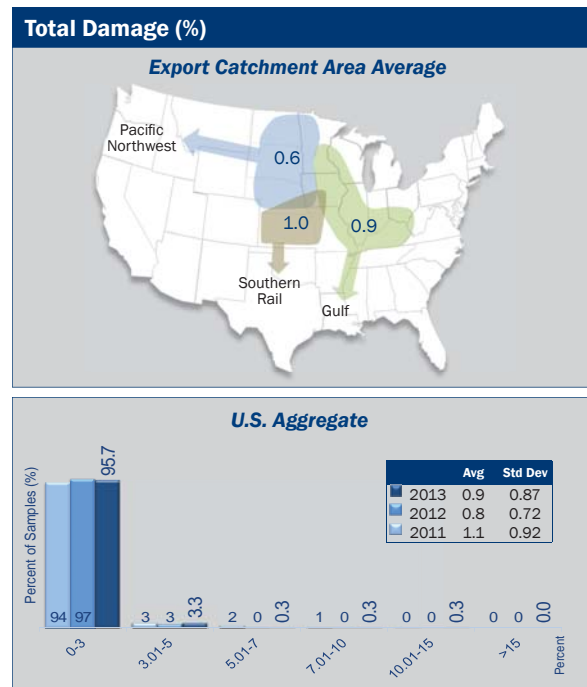 Total Damage (%)
Export Catchment Area Average
Pacific
Northwest
0.6
1.0
0.9
Southern
Rail
Gulf
U.S. Aggregate
Percent of Samples (%)
Avg Std Dev
2013 0.9 0.87
2012 0.8 0.72
2011 1.1 0.92
94 97 95.7
3 3 3.3
2 0 0.3
1 0 0.3
0 0 0.3
0 0 0.0
0-3 3.01-5 5.01-7 7.01-10 10.01-15 >15
Percent